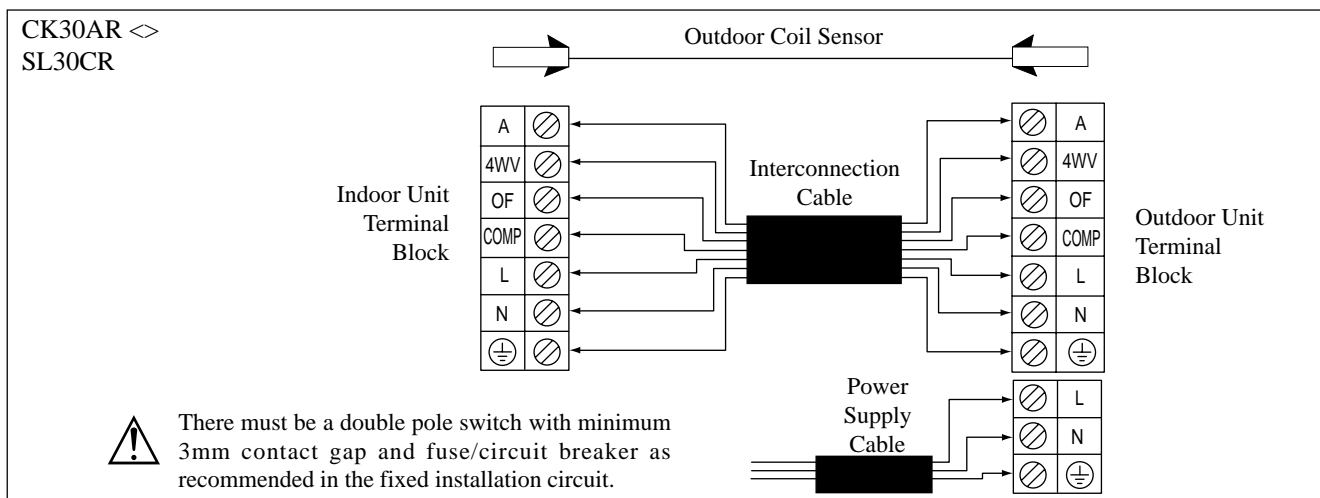 CK30AR <>
SL30CR
Outdoor Coil Sensor
Indoor Unit
Terminal
Block
A
4WV
OF
COMP
L
N
Interconnection
Cable
A
4WV
OF
COMP
L
N
Outdoor Unit
Terminal
Block
Power
Supply
Cable
L
N
There must be a double pole switch with minimum
3mm contact gap and fuse/circuit breaker as
recommended in the fixed installation circuit.